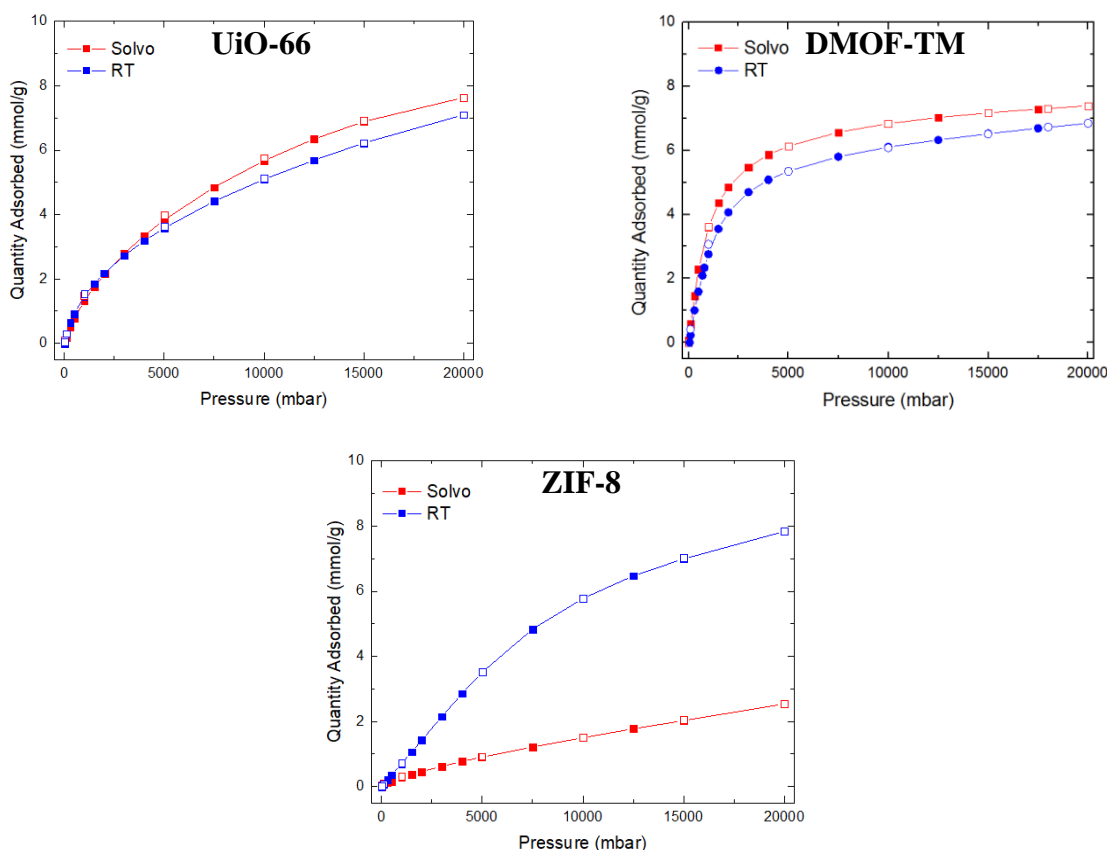 UiO-66
Solvo
RT
Quantity Adsorbed (mmol/g)
10
8
6
4
2
0
0 5000 10000 15000 20000
Pressure (mbar)
DMOF-TM
Solvo
RT
Quantity Adsorbed (mmol/g)
10
8
6
4
2
0
0 5000 10000 15000 20000
Pressure (mbar)
ZIF-8
Solvo
RT
Quantity Adsorbed (mmol/g)
10
8
6
4
2
0
0 5000 10000 15000 20000
Pressure (mbar)